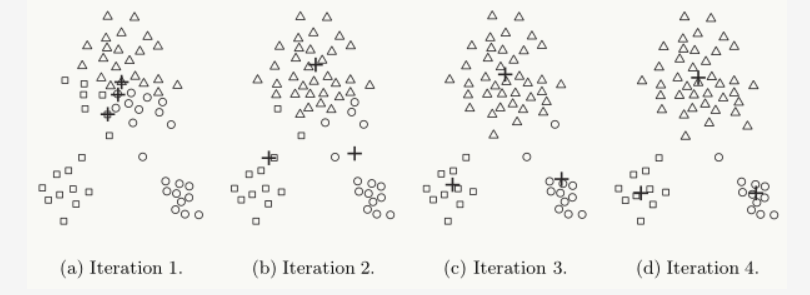 (a) Iteration 1.
(b) Iteration 2.
(c) Iteration 3.
(d) Iteration 4.